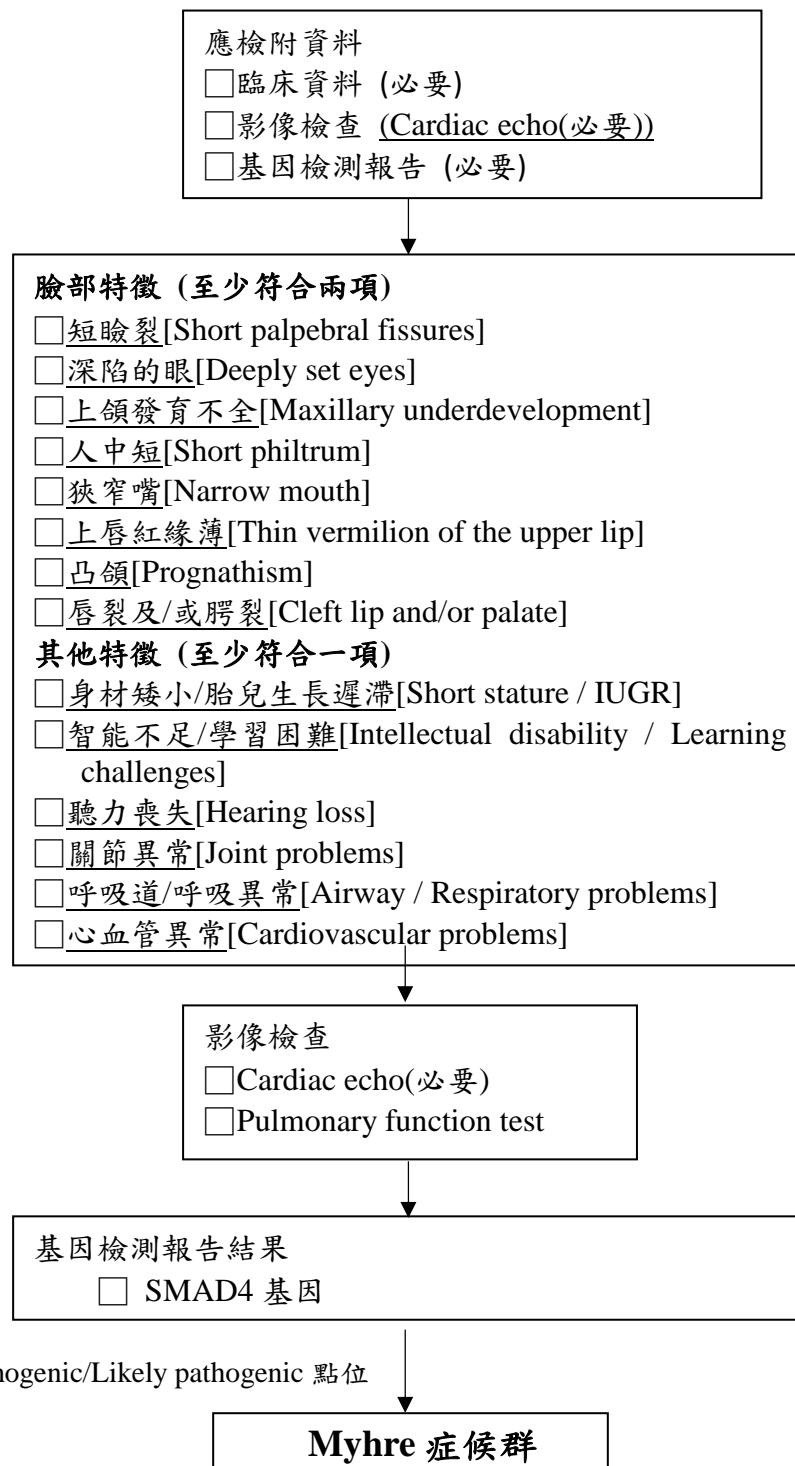 應檢附資料
□臨床資料 (必要)
□影像檢查 (Cardiac echo(必要))
□基因檢測報告 (必要)
臉部特徵 (至少符合兩項)
□短瞼裂[Short palpebral fissures]
□深陷的眼[Deeply set eyes]
□上頜發育不全[Maxillary underdevelopment]
□人中短[Short philtrum]
□狹窄嘴[Narrow mouth]
□上唇紅緣薄[Thin vermilion of the upper lip]
□凸頜[Prognathism]
□唇裂及/或腭裂[Cleft lip and/or palate]
其他特徵 (至少符合一項)
□身材矮小/胎兒生長遲滯[Short stature / IUGR]
□智能不足/學習困難[Intellectual disability / Learning
challenges]
□聽力喪失[Hearing loss]
□關節異常[Joint problems]
□呼吸道/呼吸異常[Airway / Respiratory problems]
□心血管異常[Cardiovascular problems]
影像檢查
□Cardiac echo(必要)
□Pulmonary function test
基因檢測報告結果
□ SMAD4 基因
nogenic/Likely pathogenic 點位
Myhre 症候群